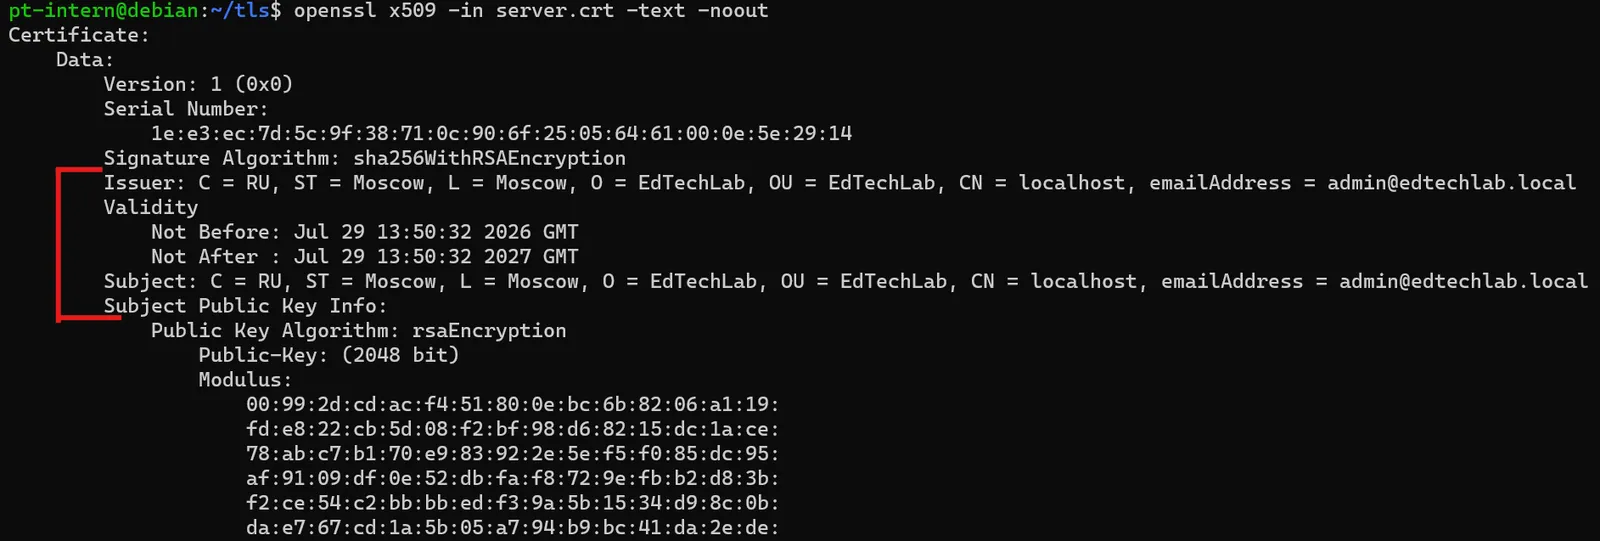 pt-intern@debian:~/tls$ openssl x509 -in server.crt -text -noout
Certificate:
Data:
Version: 1 (0x0)
Serial Number:
1e:e3:ec:7d:5c:9f:38:71:0c:90:6f:25:05:64:61:00:0e:5e:29:14
Signature Algorithm: sha256WithRSAEncryption
Issuer: C = RU, ST = Moscow, L = Moscow, O = EdTechLab, OU = EdTechLab, CN = localhost, emailAddress = admin@edtechlab.local
Validity
Not Before: Jul 29 13:50:32 2026 GMT
Not After : Jul 29 13:50:32 2027 GMT
Subject: C = RU, ST = Moscow, L = Moscow, O = EdTechLab, OU = EdTechLab, CN = localhost, emailAddress = admin@edtechlab.local
Subject Public Key Info:
Public Key Algorithm: rsaEncryption
Public-Key: (2048 bit)
Modulus:
00:99:2d:cd:ac:f4:51:80:0e:bc:6b:82:06:a1:19:
fd:e8:22:cb:5d:08:f2:bf:98:d6:82:15:dc:1a:ce:
78:ab:c7:b1:70:e9:83:92:2e:5e:f5:f0:85:dc:95:
af:91:09:df:0e:52:db:fa:f8:72:9e:fb:b2:d8:3b:
f2:ce:54:c2:bb:bb:ed:f3:9a:5b:15:34:d9:8c:0b:
da:e7:67:cd:1a:5b:05:a7:94:b9:bc:41:da:2e:de: